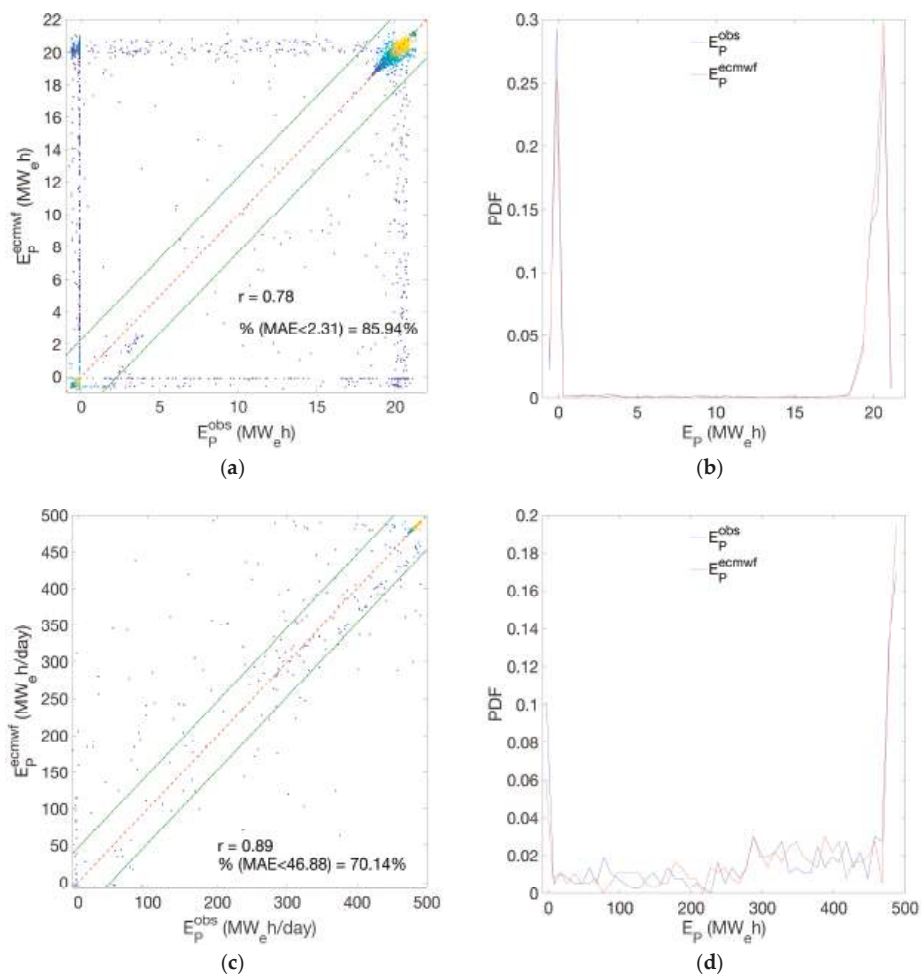 22
20
18
16
14
12
10
8
6
4
2
0
E_P^ecmwf (MW_eh)
r = 0.78
% (MAE<2.31) = 85.94%
0 5 10 15 20
E_P^obs (MW_eh)
(a)
0.3
0.25
0.2
0.15
0.1
0.05
0
PDF
E_P^obs
E_P^ecmwf
0 5 10 15 20
E_P (MW_eh)
(b)
500
450
400
350
300
250
200
150
100
50
0
E_P^ecmwf (MW_eh/day)
r = 0.89
% (MAE<46.88) = 70.14%
0 100 200 300 400 500
E_P^obs (MW_eh/day)
(c)
0.2
0.18
0.16
0.14
0.12
0.1
0.08
0.06
0.04
0.02
0
PDF
E_P^obs
E_P^ecmwf
0 100 200 300 400 500
E_P (MW_eh)
(d)